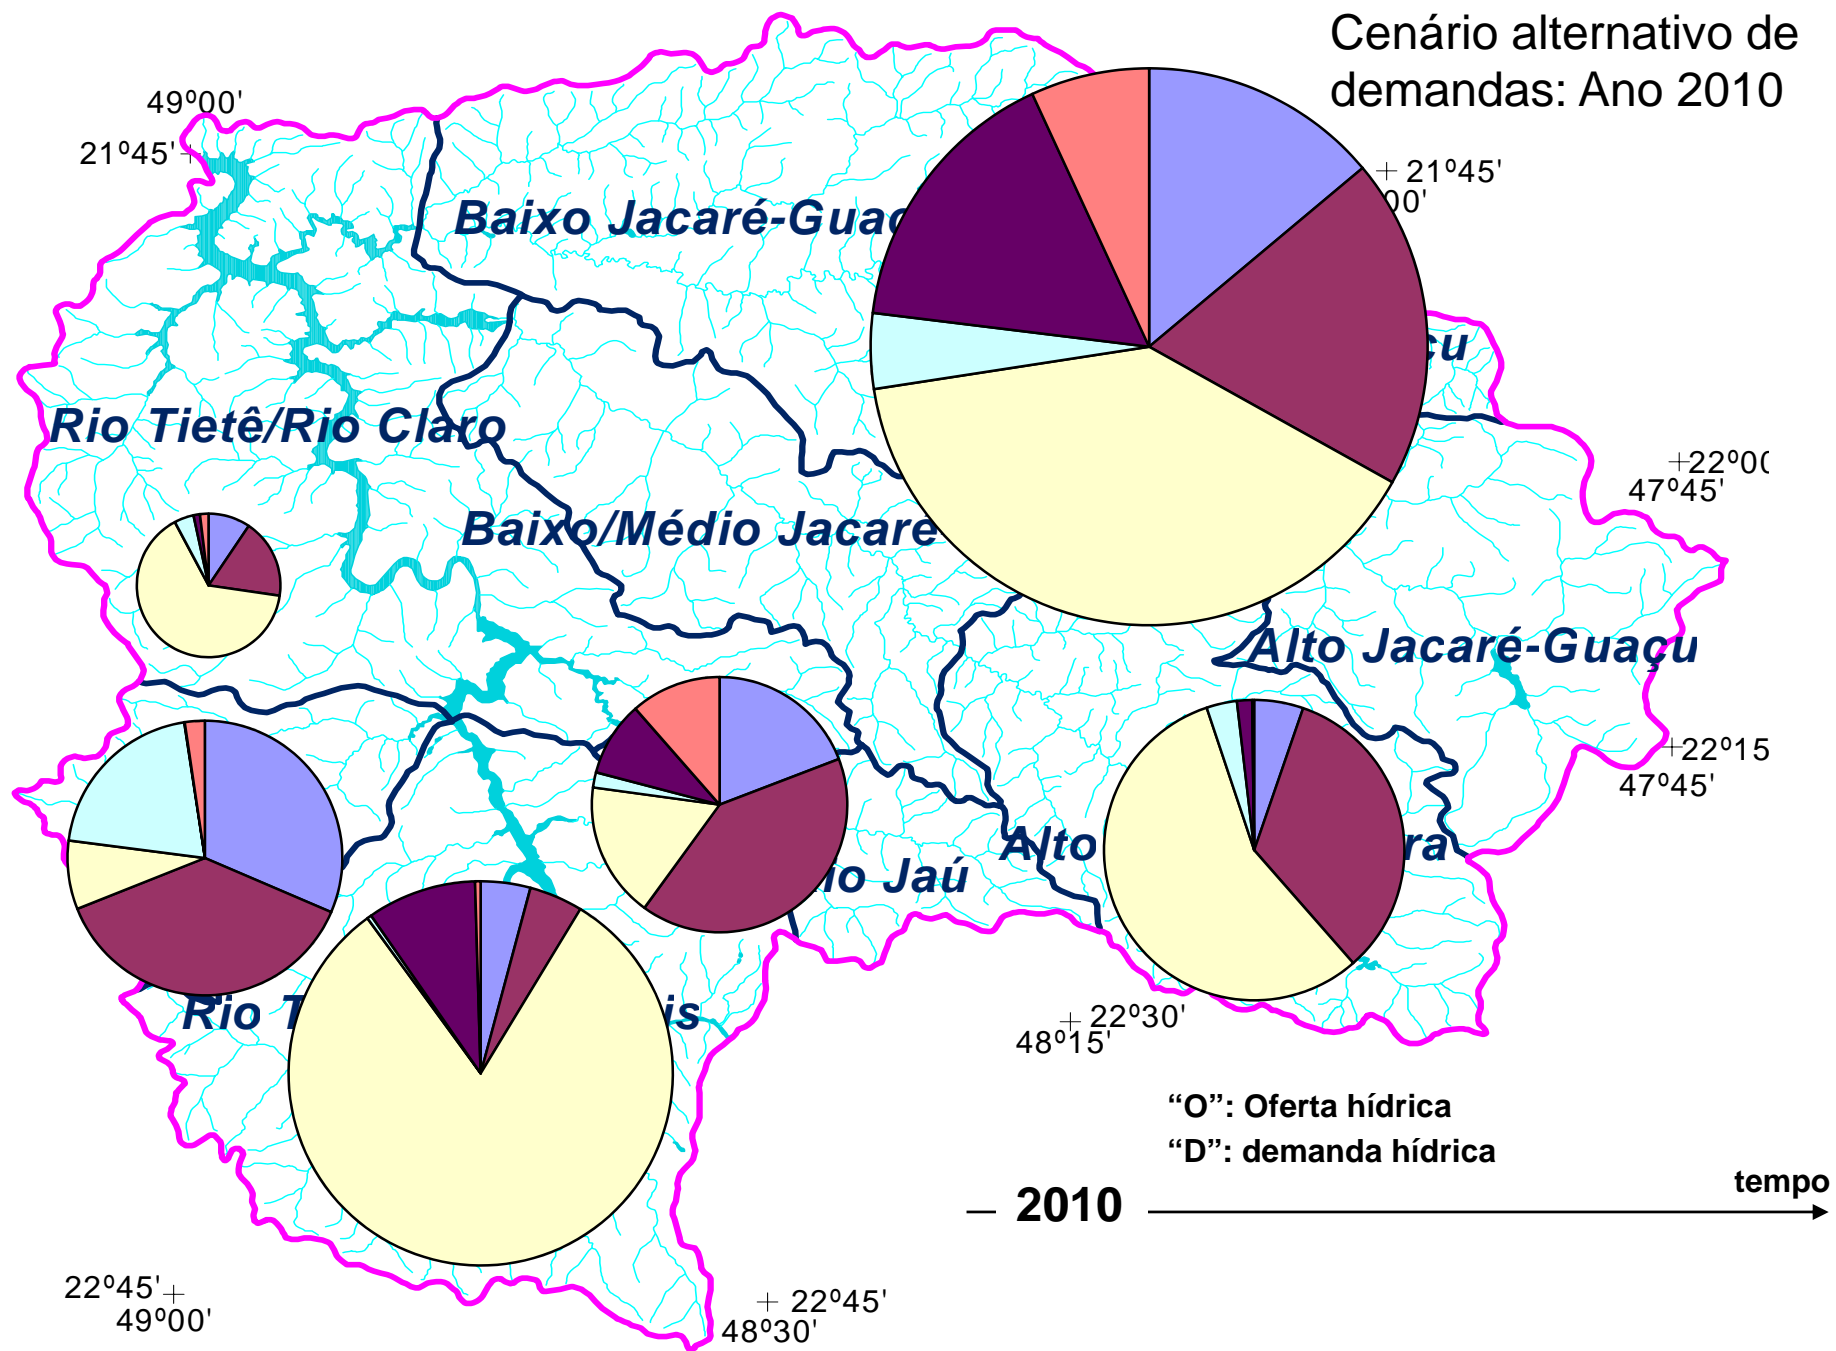 Cenário alternativo de
demandas: Ano 2010
49º00'
21º45'
21º45'
00'
Baixo Jacaré-Guaç
çu
Rio Tietê/Rio Claro
22º00
47º45'
Baixo/Médio Jacaré
Alto Jacaré-Guaçu
22º15
47º45'
Alto
ra
io Jaú
Rio T
is
22º30'
48º15'
“O”: Oferta hídrica
“D”: demanda hídrica
tempo
2010
22º45'
49º00'
22º45'
48º30'